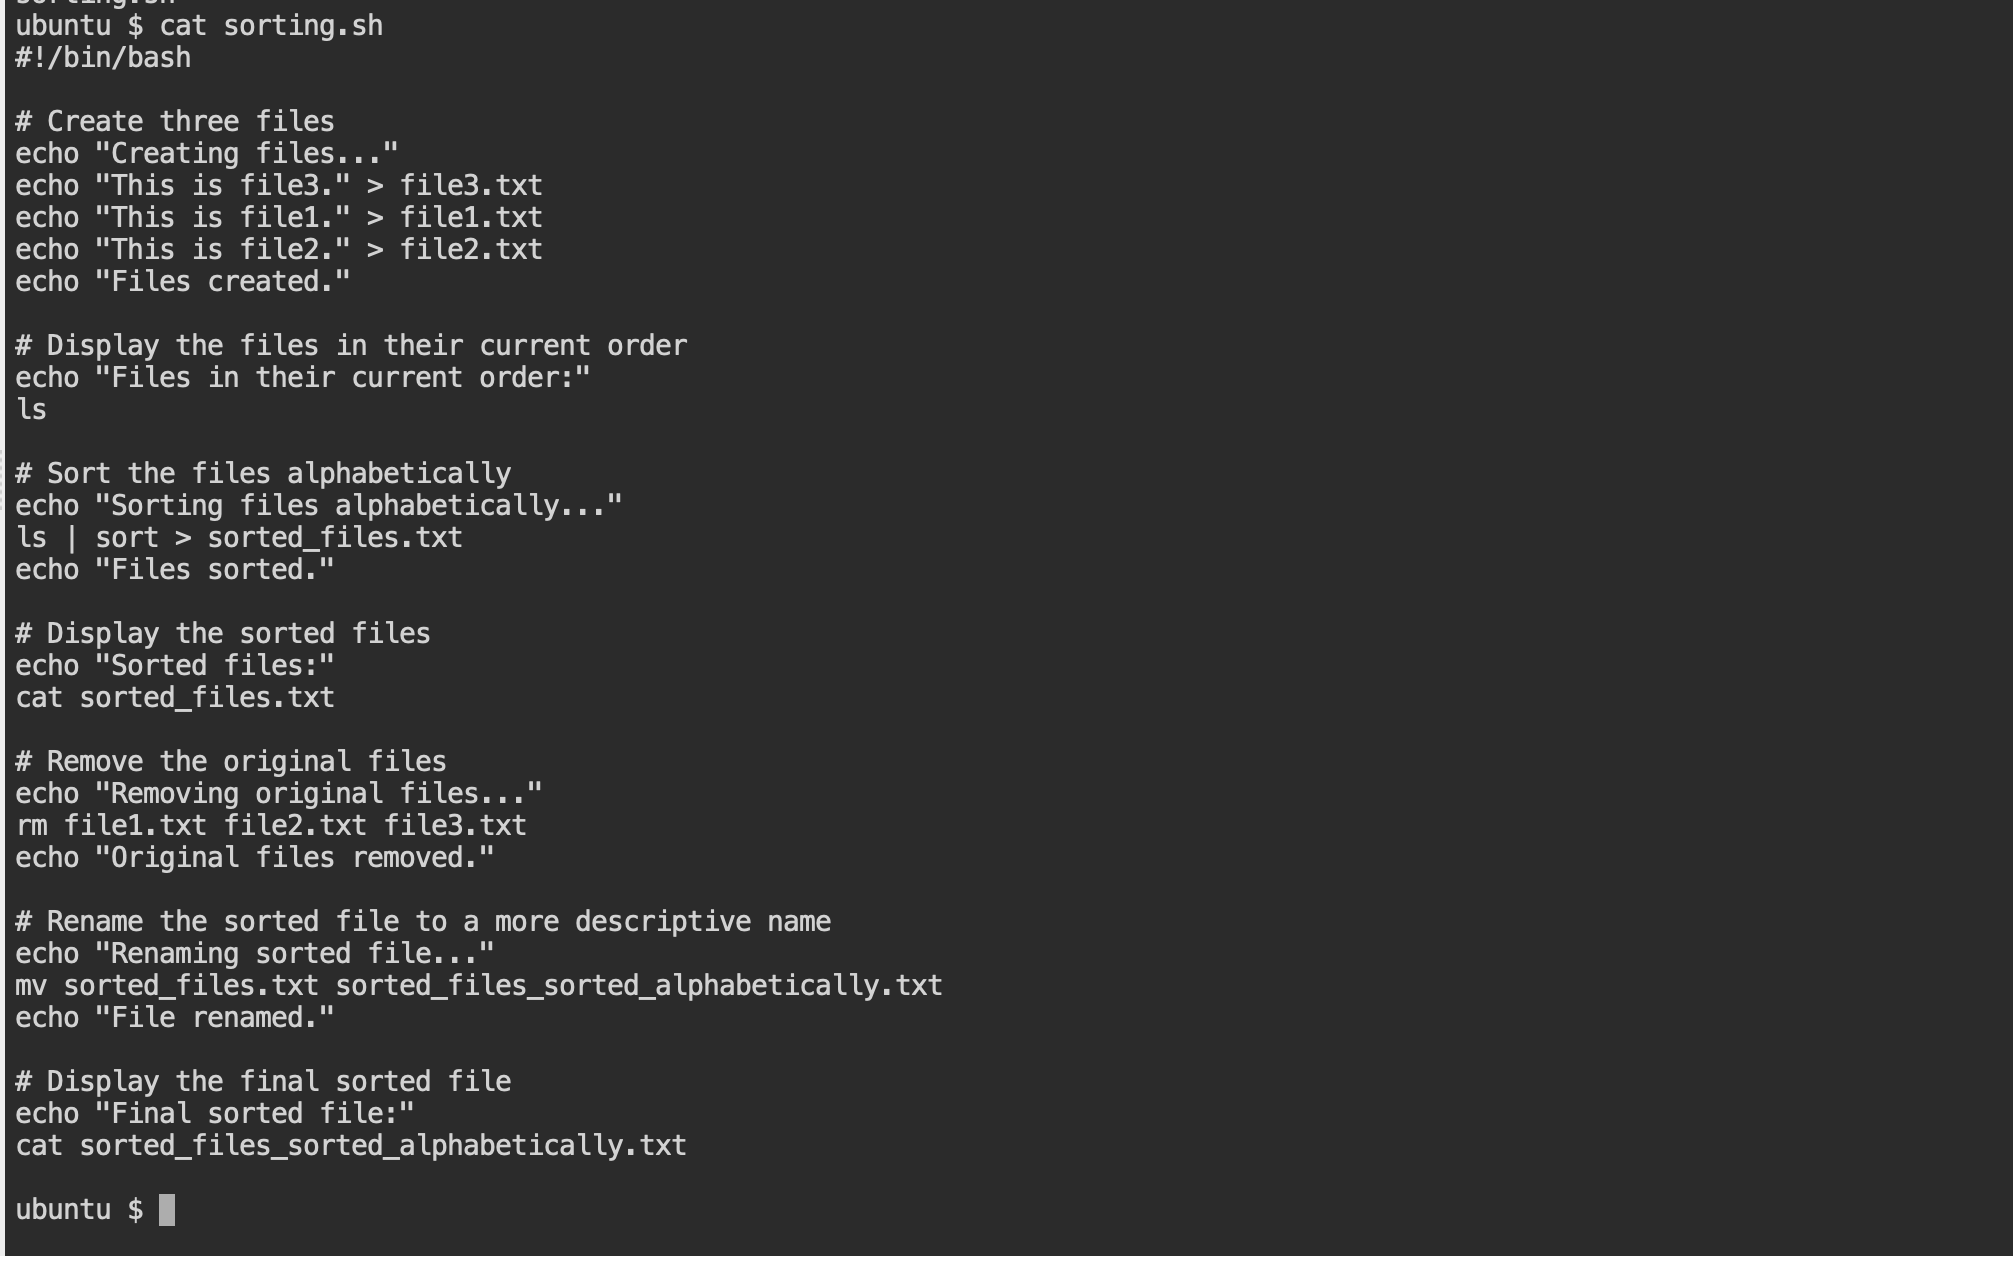 sorting.sh
ubuntu $ cat sorting.sh
#!/bin/bash

# Create three files
echo "Creating files..."
echo "This is file3." > file3.txt
echo "This is file1." > file1.txt
echo "This is file2." > file2.txt
echo "Files created."

# Display the files in their current order
echo "Files in their current order:"
ls

# Sort the files alphabetically
echo "Sorting files alphabetically..."
ls | sort > sorted_files.txt
echo "Files sorted."

# Display the sorted files
echo "Sorted files:"
cat sorted_files.txt

# Remove the original files
echo "Removing original files..."
rm file1.txt file2.txt file3.txt
echo "Original files removed."

# Rename the sorted file to a more descriptive name
echo "Renaming sorted file..."
mv sorted_files.txt sorted_files_sorted_alphabetically.txt
echo "File renamed."

# Display the final sorted file
echo "Final sorted file:"
cat sorted_files_sorted_alphabetically.txt

ubuntu $